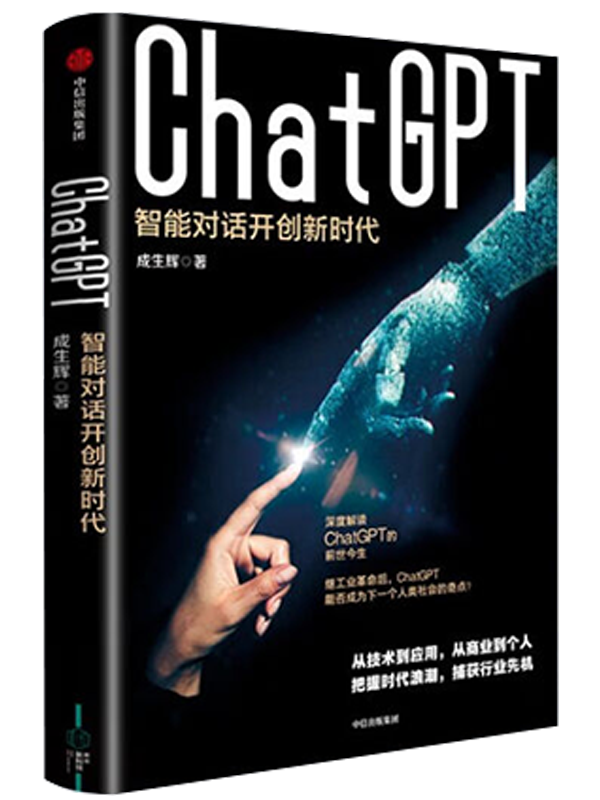 ChatGPT
智能对话开创新时代
成生辉 著
深度解读
ChatGPT的
前世今生
继工业革命后，ChatGPT
能否成为下一个人类社会的奇点？
从技术到应用，从商业到个人
把握时代浪潮，捕获行业先机
中信出版集团
中信出版集团
ChatGPT
成生辉 著
智能对话开创新时代